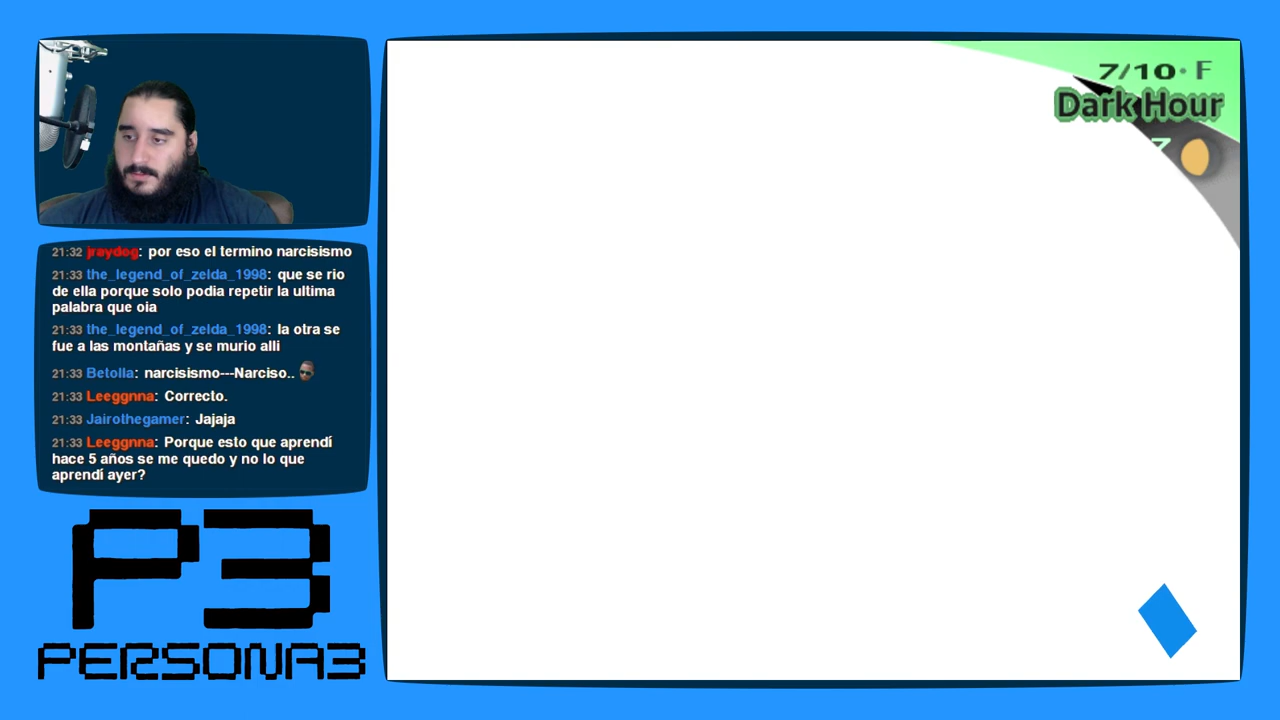 7/10・F
Dark Hour
7
21:32 jraydog: por eso el termino narcisismo
21:33 the_legend_of_zelda_1998: que se rio
de ella porque solo podia repetir la ultima
palabra que oia
21:33 the_legend_of_zelda_1998: la otra se
fue a las montañas y se murio alli
21:33 Betolla: narcisismo---Narciso..
21:33 Leeggnna: Correcto.
21:33 Jairothegamer: Jajaja
21:33 Leeggnna: Porque esto que aprendí
hace 5 años se me quedo y no lo que
aprendí ayer?
P3
PERSONA3